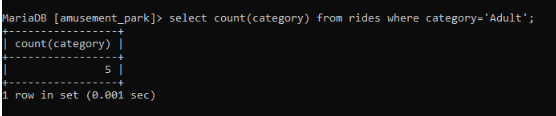 MariaDB [amusement_park]> select count(category) from rides where category='Adult';
+-----------------+
| count(category) |
+-----------------+
|               5 |
+-----------------+
1 row in set (0.001 sec)